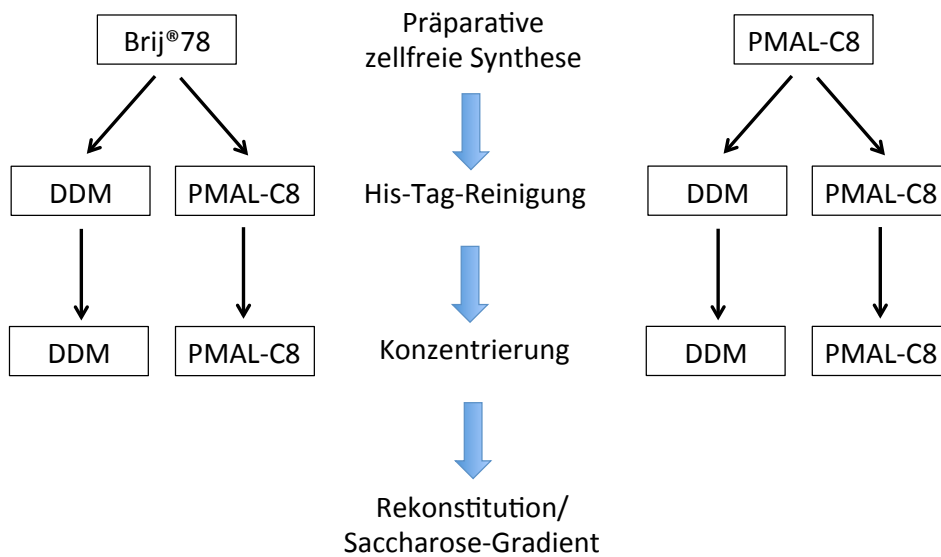 Brij®78
Präparative
zellfreie Synthese
PMAL-C8
DDM
PMAL-C8
His-Tag-Reinigung
DDM
PMAL-C8
DDM
PMAL-C8
Konzentrierung
DDM
PMAL-C8
Rekonstitution/
Saccharose-Gradient